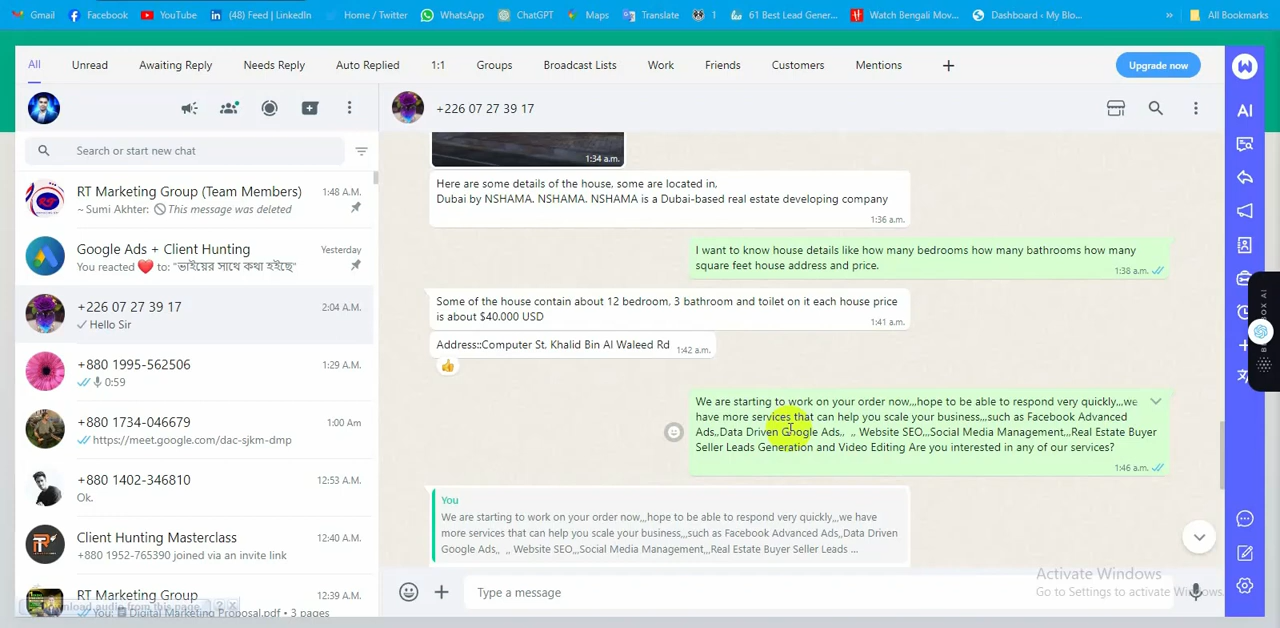 Gmail
Facebook
YouTube
(48) Feed | LinkedIn
Home / Twitter
WhatsApp
ChatGPT
Maps
Translate
1
61 Best Lead Gener...
Watch Bengali Mov...
Dashboard ‹ My Blo...
»
All Bookmarks
All
Unread
Awaiting Reply
Needs Reply
Auto Replied
1:1
Groups
Broadcast Lists
Work
Friends
Customers
Mentions
Upgrade now
Search or start new chat
RT Marketing Group (Team Members)
1:48 A.M.
~ Sumi Akhter: This message was deleted
Google Ads + Client Hunting
Yesterday
You reacted ❤️ to: "ভাইয়ের সাথে কথা হইছে"
+226 07 27 39 17
2:04 A.M.
Hello Sir
+880 1995-562506
1:29 A.M.
0:59
+880 1734-046679
1:00 Am
https://meet.google.com/dac-sjkm-dmp
+880 1402-346810
12:53 A.M.
Ok.
Client Hunting Masterclass
12:40 A.M.
+880 1952-765390 joined via an invite link
RT Marketing Group
12:39 A.M.
Download audio from this page
? ×
You: Digital Marketing Proposal.pdf • 3 pages
+226 07 27 39 17
1:34 a.m.
Here are some details of the house, some are located in,
Dubai by NSHAMA. NSHAMA. NSHAMA is a Dubai-based real estate developing company
1:36 a.m.
I want to know house details like how many bedrooms how many bathrooms how many
square feet house address and price.
1:38 a.m.
Some of the house contain about 12 bedroom, 3 bathroom and toilet on it each house price
is about $40.000 USD
1:41 a.m.
Address::Computer St, Khalid Bin Al Waleed Rd
1:42 a.m.
We are starting to work on your order now,,,hope to be able to respond very quickly,,,we
have more services that can help you scale your business,,,such as Facebook Advanced
Ads,,Data Driven Google Ads,, ,, Website SEO,,,Social Media Management,,,Real Estate Buyer
Seller Leads Generation and Video Editing Are you interested in any of our services?
1:46 a.m.
You
We are starting to work on your order now,,,hope to be able to respond very quickly,,,we have
more services that can help you scale your business,,,such as Facebook Advanced Ads,,Data Driven
Google Ads,, ,, Website SEO,,,Social Media Management,,,Real Estate Buyer Seller Leads ...
Type a message
Activate Windows
Go to Settings to activate Windows.
AI